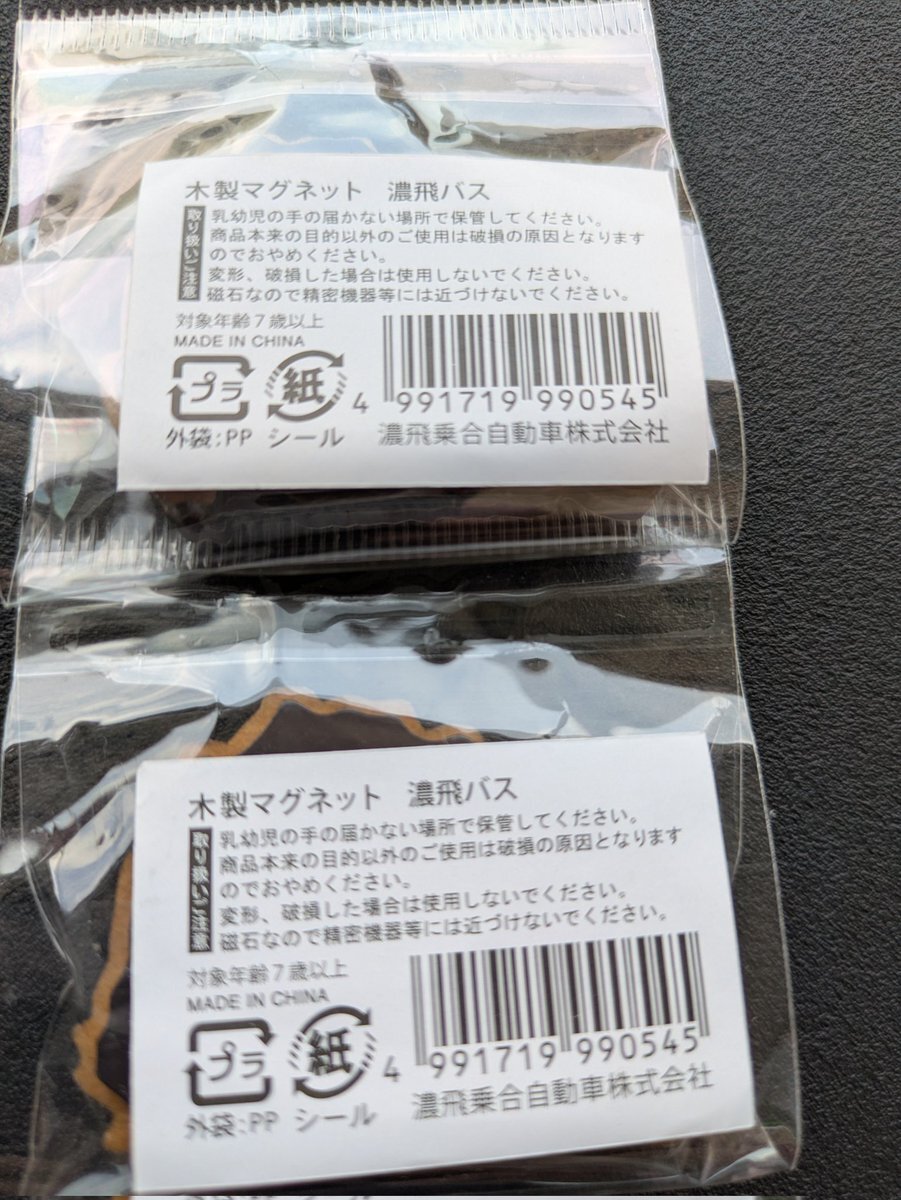 木製マグネット 濃飛バス
取り扱いご注意
乳幼児の手の届かない場所で保管してください。
商品本来の目的以外のご使用は破損の原因となります
のでおやめください。
変形、破損した場合は使用しないでください。
磁石なので精密機器等には近づけないでください。
対象年齢7歳以上
MADE IN CHINA
プラ 紙
外袋:PP シール
4 991719 990545
濃飛乗合自動車株式会社
木製マグネット 濃飛バス
取り扱いご注意
乳幼児の手の届かない場所で保管してください。
商品本来の目的以外のご使用は破損の原因となります
のでおやめください。
変形、破損した場合は使用しないでください。
磁石なので精密機器等には近づけないでください。
対象年齢7歳以上
MADE IN CHINA
プラ 紙
外袋:PP シール
4 991719 990545
濃飛乗合自動車株式会社